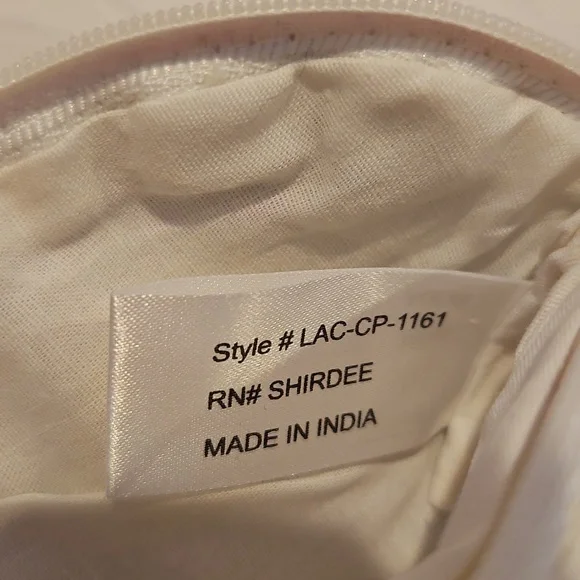 Style # LAC-CP-1161
RN# SHIRDEE
MADE IN INDIA